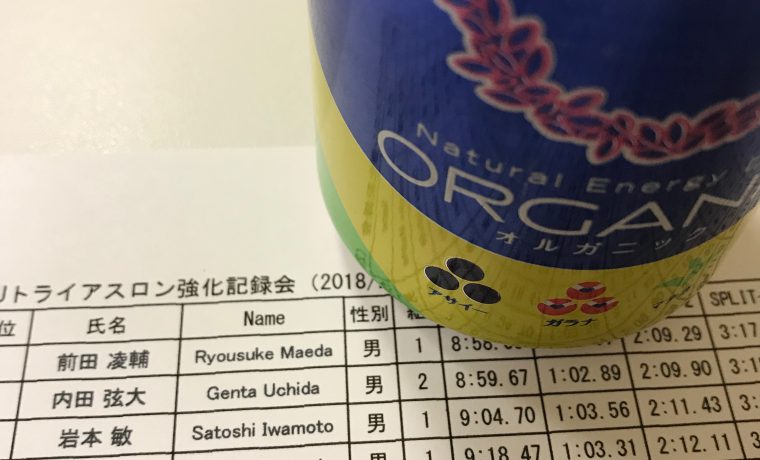 Natural Energy
ORGANI
オルガニック
アサイー
ガラナ
トライアスロン強化記録会 (2018/
位 氏名 Name 性別 組 SPLIT-
前田 凌輔 Ryousuke Maeda 男 1 8:58. 2:09.29 3:17
内田 弦大 Genta Uchida 男 2 8:59.67 1:02.89 2:09.90
岩本 敏 Satoshi Iwamoto 男 1 9:04.70 1:03.56 2:11.43
1 9:18.47 1:03.31 2:12.11